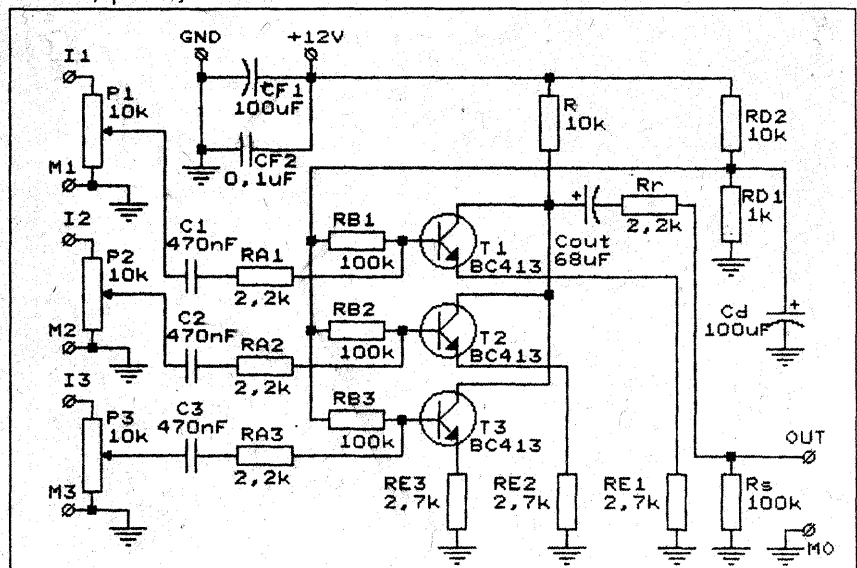 GND
+12V
I1
P1
10k
M1
CF1
100uF
CF2
0,1uF
R
10k
RD2
10k
RD1
1k
I2
P2
10k
M2
C1
470nF
RA1
2,2k
RB1
100k
T1
BC413
Cout
68uF
Rr
2,2k
Cd
100uF
I3
P3
10k
M3
C2
470nF
RA2
2,2k
RB2
100k
T2
BC413
C3
470nF
RA3
2,2k
RB3
100k
T3
BC413
RE3
2,7k
RE2
2,7k
RE1
2,7k
Rs
100k
OUT
MO